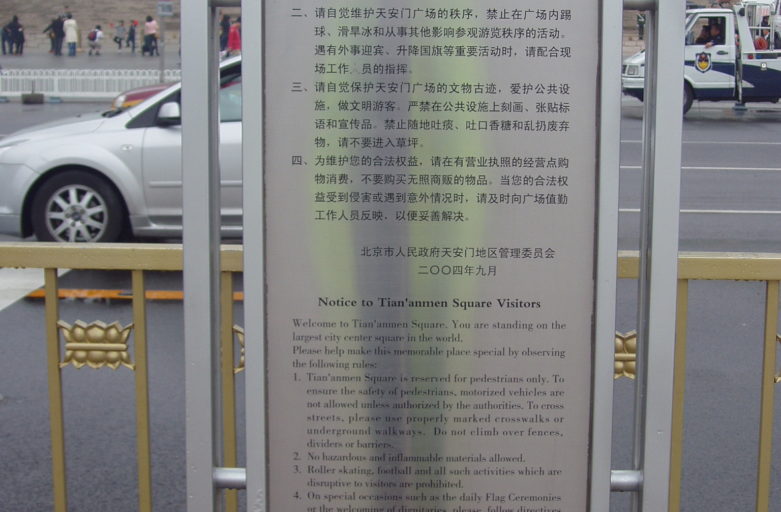 二、请自觉维护天安门广场的秩序，禁止在广场内踢
球、滑旱冰和从事其他影响参观游览秩序的活动。
遇有外事迎宾、升降国旗等重要活动时，请配合现
场工作人员的指挥。
三、请自觉保护天安门广场的文物古迹，爱护公共设
施，做文明游客。严禁在公共设施上刻画、张贴标
语和宣传品。禁止随地吐痰、吐口香糖和乱扔废弃
物，请不要进入草坪。
四、为维护您的合法权益，请在有营业执照的经营点购
物消费，不要购买无照商贩的物品。当您的合法权
益受到侵害或遇到意外情况时，请及时向广场值勤
工作人员反映，以便妥善解决。
北京市人民政府天安门地区管理委员会
二〇〇四年九月
Notice to Tian'anmen Square Visitors
Welcome to Tian'anmen Square. You are standing on the
largest city center square in the world.
Please help make this memorable place special by observing
the following rules:
1. Tian'anmen Square is reserved for pedestrians only. To
ensure the safety of pedestrians, motorized vehicles are
not allowed unless authorized by the authorities. To cross
streets, please use properly marked crosswalks or
underground walkways. Do not climb over fences,
dividers or barriers.
2. No hazardous and inflammable materials allowed.
3. Roller skating, football and all such activities which are
disruptive to visitors are prohibited.
4. On special occasions such as the daily Flag Ceremonies
or the welcoming of dignitaries, please, follow directives